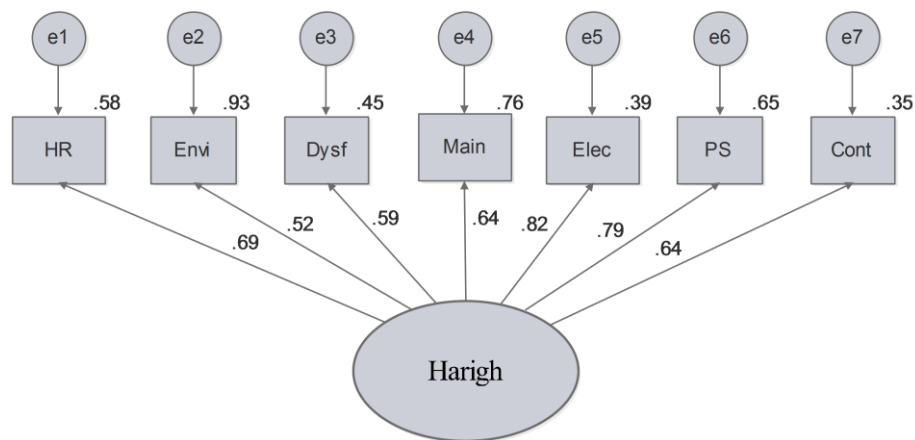 e1 e2 e3 e4 e5 e6 e7
.58 .93 .45 .76 .39 .65 .35
HR Envi Dysf Main Elec PS Cont
.69 .52 .59 .64 .82 .79 .64
Harigh